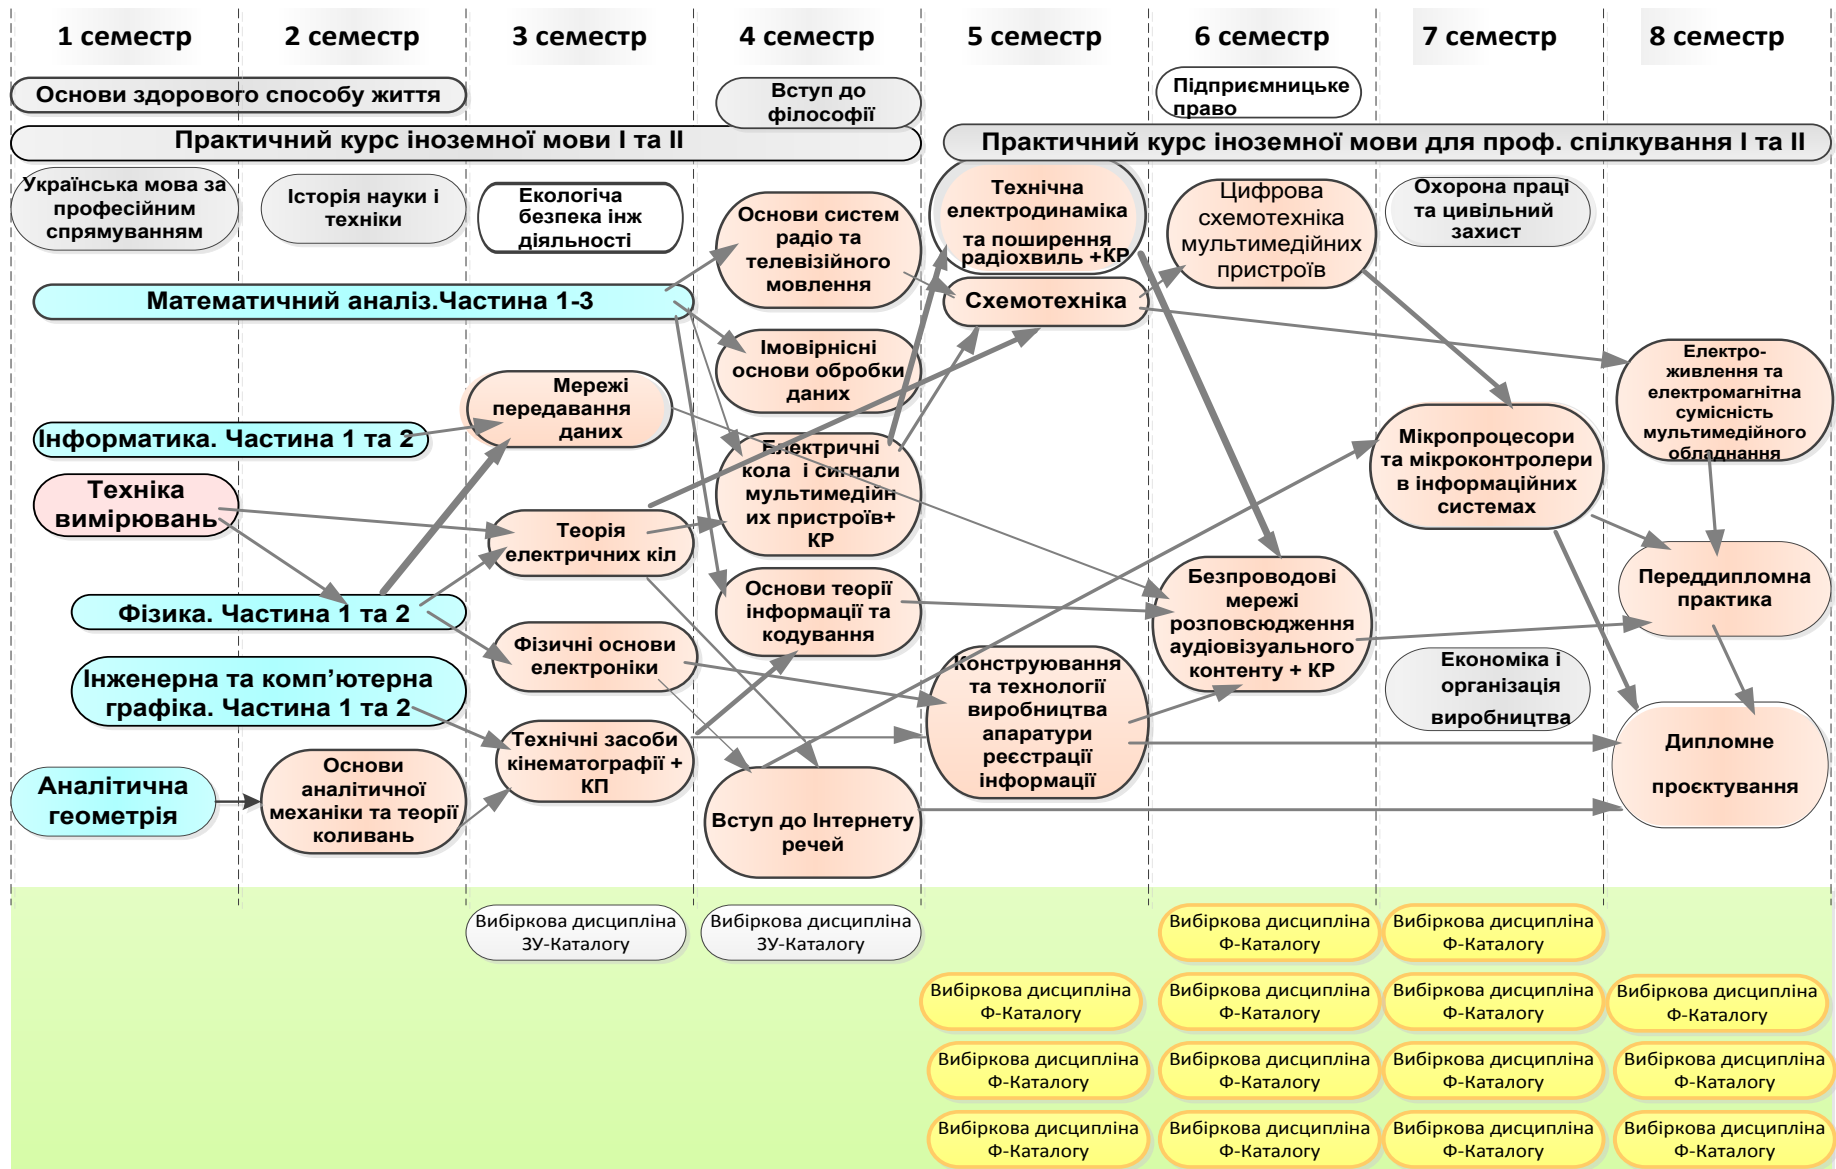 1 семестр
2 семестр
3 семестр
4 семестр
5 семестр
6 семестр
7 семестр
8 семестр
Основи здорового способу життя
Вступ до
філософії
Підприємницьке
право
Практичний курс іноземної мови І та ІІ
Практичний курс іноземної мови для проф. спілкування І та ІІ
Українська мова за
професійним
спрямуванням
Історія науки і
техніки
Екологіча
безпека інж
діяльності
Основи систем
радіо та
телевізійного
мовлення
Технічна
електродинаміка
та поширення
радіохвиль +КР
Цифрова
схемотехніка
мультимедійних
пристроїв
Охорона праці
та цивільний
захист
Математичний аналіз.Частина 1-3
Схемотехніка
Імовірнісні
основи обробки
даних
Електро-
живлення та
електромагнітна
сумісність
мультимедійного
обладнання
Мережі
передавання
даних
Інформатика. Частина 1 та 2
Електричні
кола і сигнали
мультимедійн
их пристроїв+
КР
Мікропроцесори
та мікроконтролери
в інформаційних
системах
Техніка
вимірювань
Теорія
електричних кіл
Фізика. Частина 1 та 2
Основи теорії
інформації та
кодування
Безпроводові
мережі
розповсюдження
аудіовізуального
контенту + КР
Переддипломна
практика
Фізичні основи
електроніки
Інженерна та комп’ютерна
графіка. Частина 1 та 2
Конструювання
та технології
виробництва
апаратури
реєстрації
інформації
Економіка і
організація
виробництва
Технічні засоби
кінематографії +
КП
Дипломне
проєктування
Аналітична
геометрія
Основи
аналітичної
механіки та теорії
коливань
Вступ до Інтернету
речей
Вибіркова дисципліна
ЗУ-Каталогу
Вибіркова дисципліна
ЗУ-Каталогу
Вибіркова дисципліна
Ф-Каталогу
Вибіркова дисципліна
Ф-Каталогу
Вибіркова дисципліна
Ф-Каталогу
Вибіркова дисципліна
Ф-Каталогу
Вибіркова дисципліна
Ф-Каталогу
Вибіркова дисципліна
Ф-Каталогу
Вибіркова дисципліна
Ф-Каталогу
Вибіркова дисципліна
Ф-Каталогу
Вибіркова дисципліна
Ф-Каталогу
Вибіркова дисципліна
Ф-Каталогу
Вибіркова дисципліна
Ф-Каталогу
Вибіркова дисципліна
Ф-Каталогу
Вибіркова дисципліна
Ф-Каталогу
Вибіркова дисципліна
Ф-Каталогу